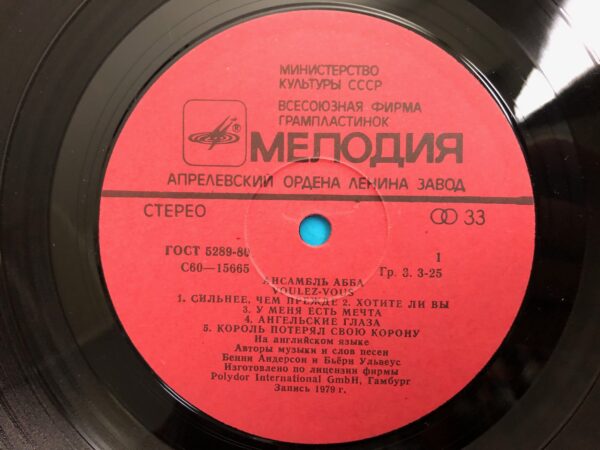 МИНИСТЕРСТВО
КУЛЬТУРЫ СССР
ВСЕСОЮЗНАЯ ФИРМА
ГРАМПЛАСТИНОК
®
МЕЛОДИЯ
АПРЕЛЕВСКИЙ ОРДЕНА ЛЕНИНА ЗАВОД
СТЕРЕО 33
ГОСТ 5289-80 1
С60—15665 Гр. 3. 3-25
АНСАМБЛЬ АББА
VOULEZ-VOUS
1. СИЛЬНЕЕ, ЧЕМ ПРЕЖДЕ 2. ХОТИТЕ ЛИ ВЫ
3. У МЕНЯ ЕСТЬ МЕЧТА
4. АНГЕЛЬСКИЕ ГЛАЗА
5. КОРОЛЬ ПОТЕРЯЛ СВОЮ КОРОНУ
На английском языке
Авторы музыки и слов песен
Бенни Андерсон и Бьёрн Ульвеус
Изготовлено по лицензии фирмы
Polydor International GmbH, Гамбург
Запись 1979 г.